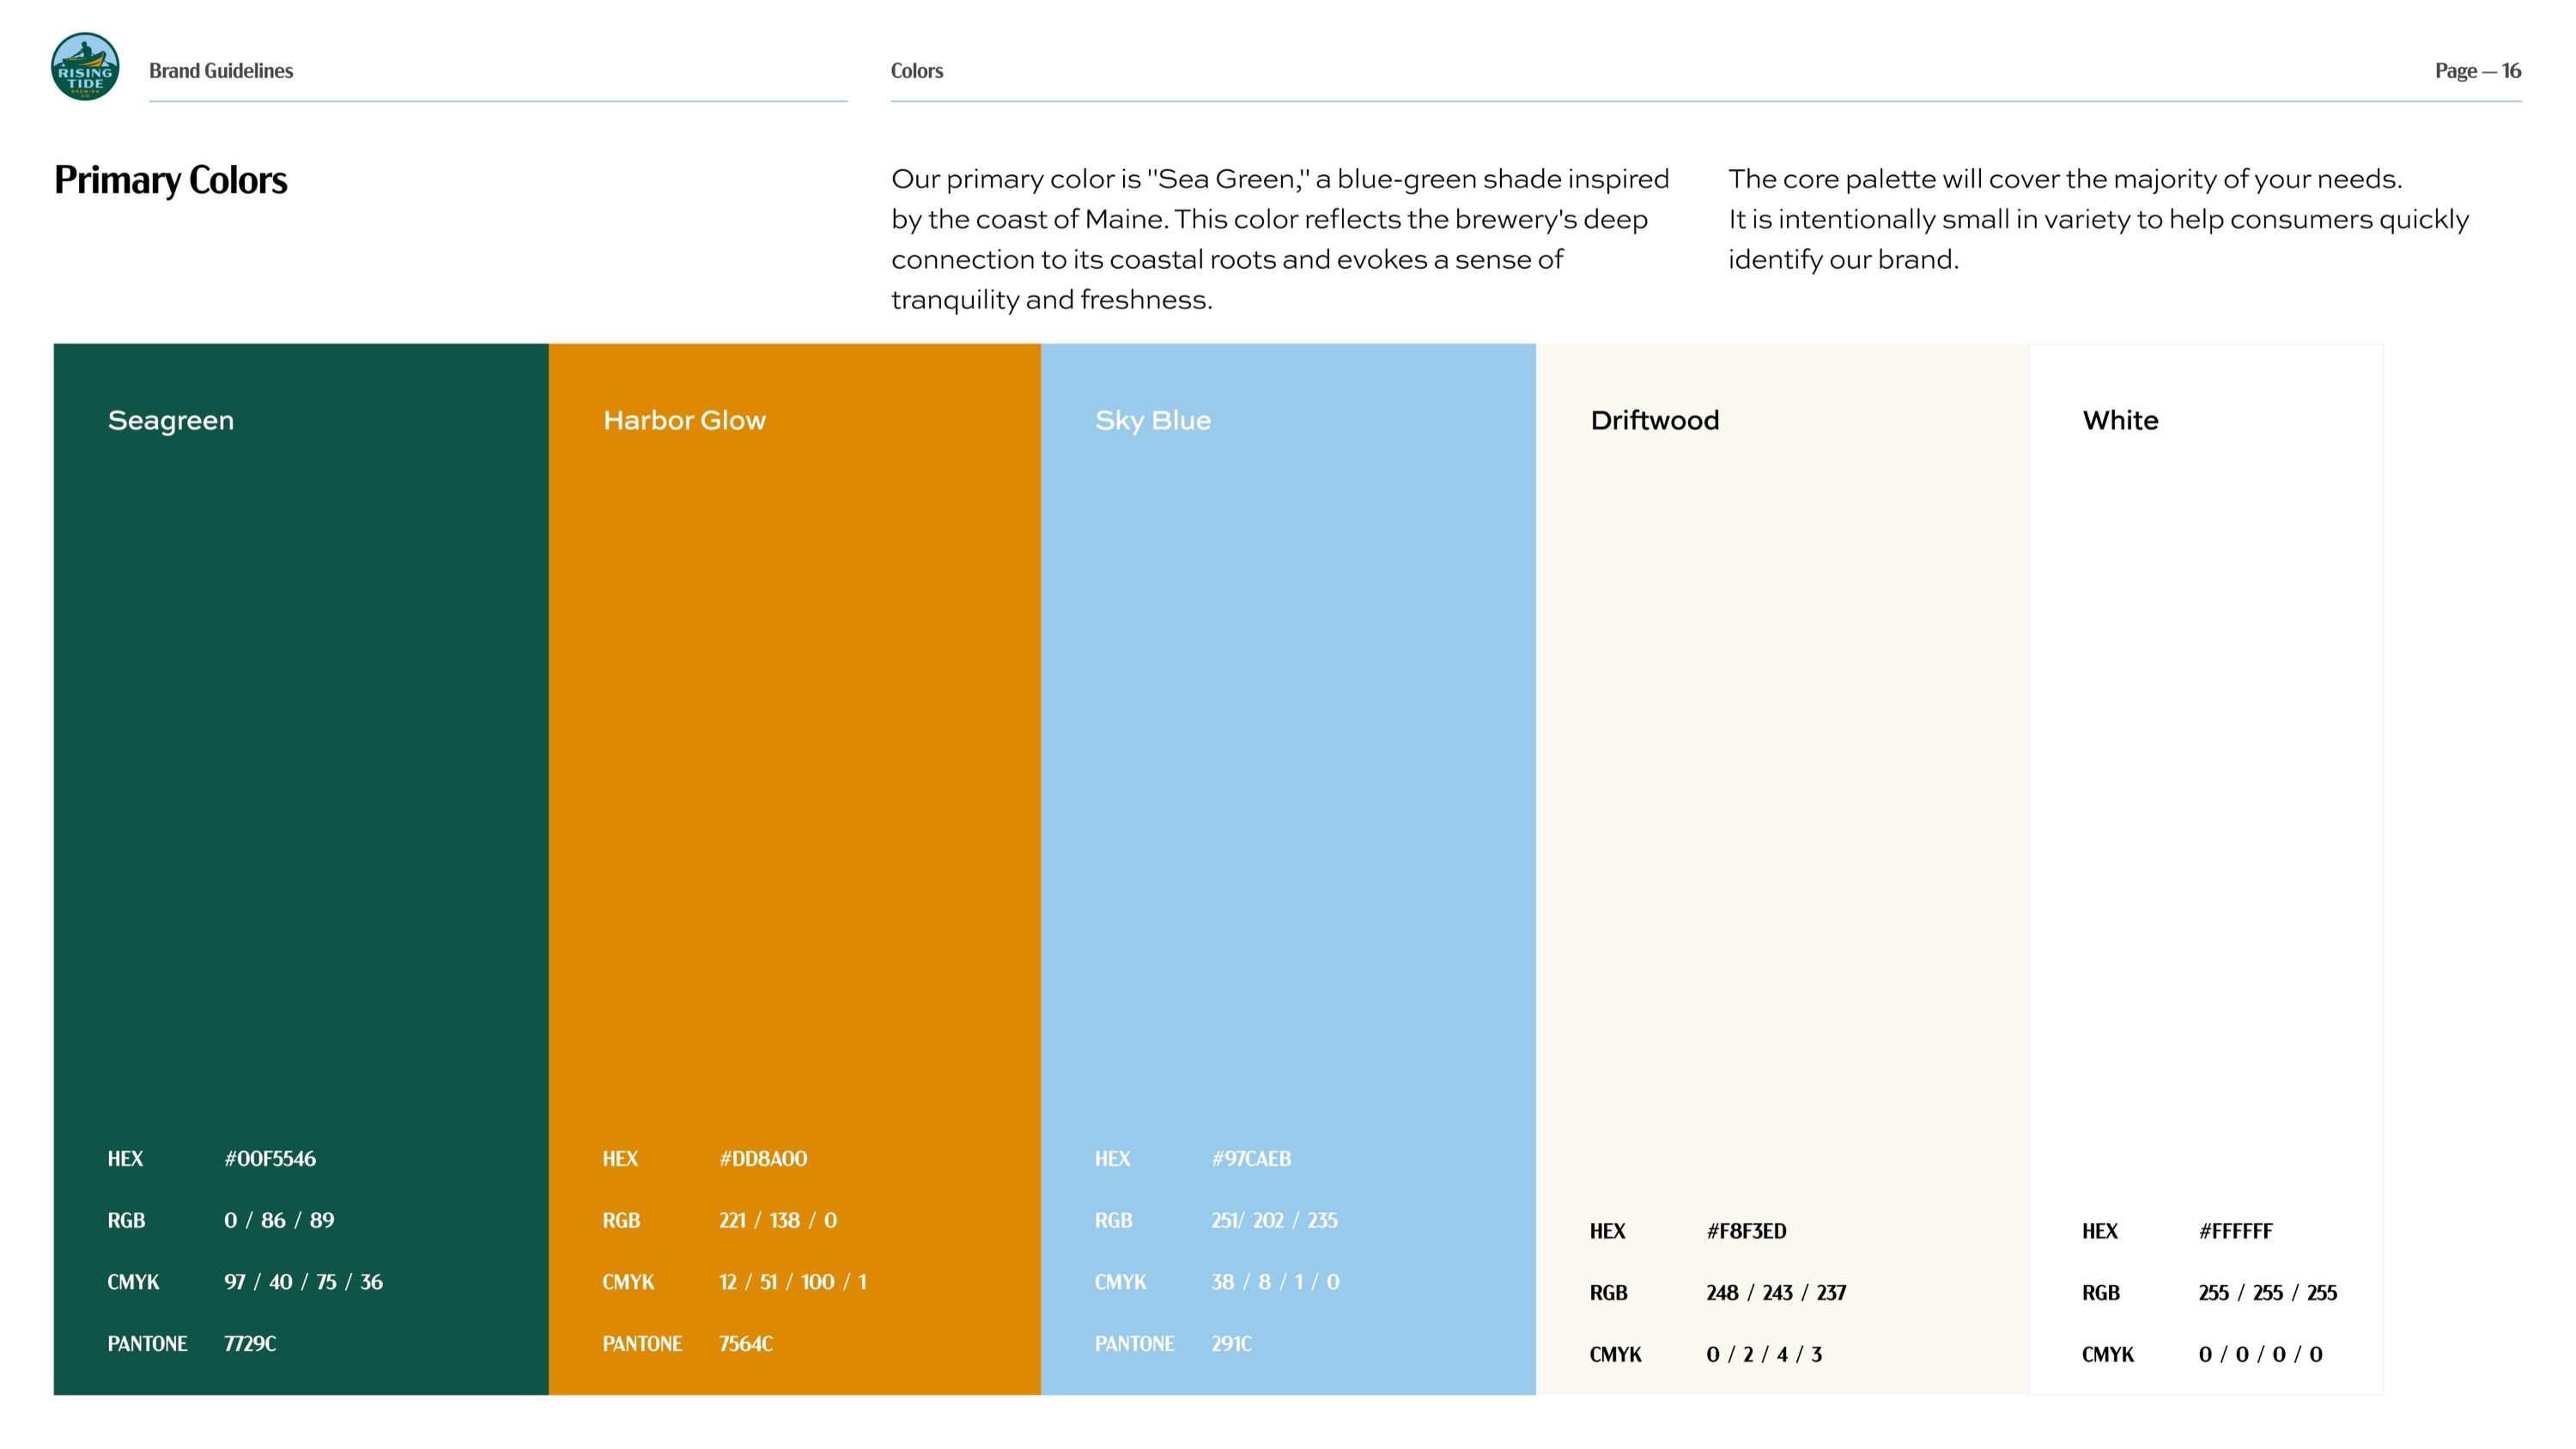 RISING
TIDE
BREWING
CO
Brand Guidelines
Colors
Page — 16
Primary Colors
Our primary color is "Sea Green," a blue-green shade inspired
by the coast of Maine. This color reflects the brewery's deep
connection to its coastal roots and evokes a sense of
tranquility and freshness.
The core palette will cover the majority of your needs.
It is intentionally small in variety to help consumers quickly
identify our brand.
Seagreen
HEX #00F5546
RGB 0 / 86 / 89
CMYK 97 / 40 / 75 / 36
PANTONE 7729C
Harbor Glow
HEX #DD8A00
RGB 221 / 138 / 0
CMYK 12 / 51 / 100 / 1
PANTONE 7564C
Sky Blue
HEX #97CAEB
RGB 251/ 202 / 235
CMYK 38 / 8 / 1 / 0
PANTONE 291C
Driftwood
HEX #F8F3ED
RGB 248 / 243 / 237
CMYK 0 / 2 / 4 / 3
White
HEX #FFFFFF
RGB 255 / 255 / 255
CMYK 0 / 0 / 0 / 0